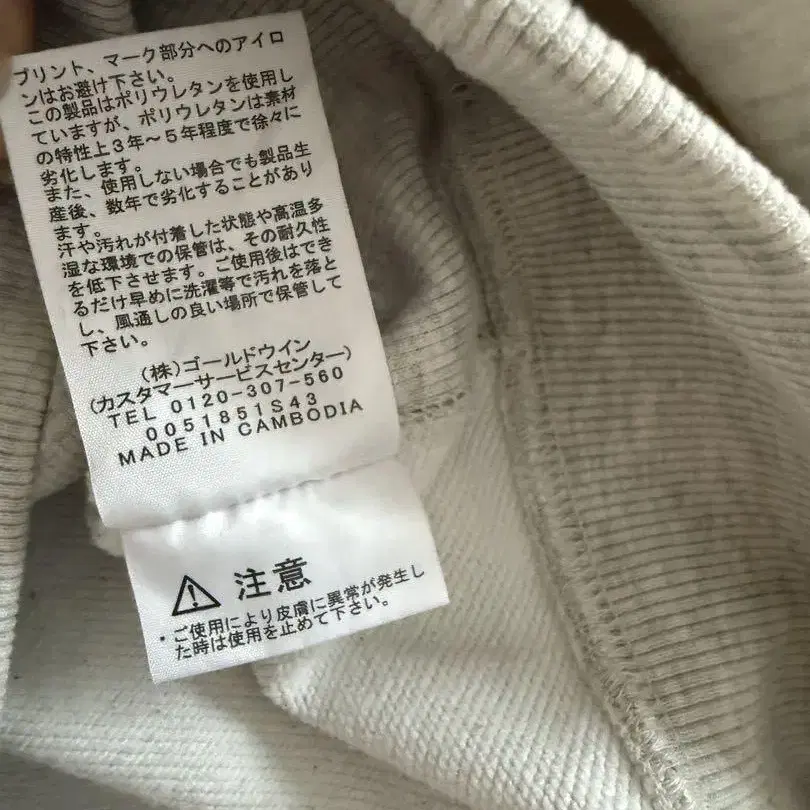 プリント、マーク部分へのアイロ
ンはお避け下さい。
この製品はポリウレタンを使用し
ていますが、ポリウレタンは素材
の特性上3年～5年程度で徐々に
劣化します。
また、使用しない場合でも製品生
産後、数年で劣化することがあり
ます。
汗や汚れが付着した状態や高温多
湿な環境での保管は、その耐久性
を低下させます。ご使用後はでき
るだけ早めに洗濯等で汚れを落と
し、風通しの良い場所で保管して
下さい。
(株)ゴールドウイン
(カスタマーサービスセンター)
TEL 0120-307-560
0051851S43
MADE IN CAMBODIA
注意
・ご使用により皮膚に異常が発生し
た時は使用を止めて下さい。